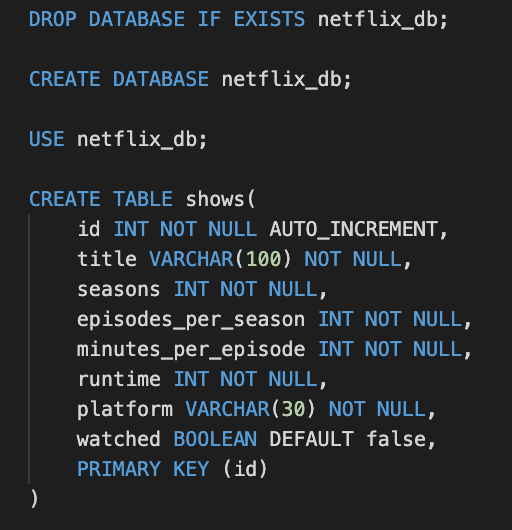 DROP DATABASE IF EXISTS netflix_db;
CREATE DATABASE netflix_db;
USE netflix_db;
CREATE TABLE shows(
id INT NOT NULL AUTO_INCREMENT,
title VARCHAR(100) NOT NULL,
seasons INT NOT NULL,
episodes_per_season INT NOT NULL,
minutes_per_episode INT NOT NULL,
runtime INT NOT NULL,
platform VARCHAR(30) NOT NULL,
watched BOOLEAN DEFAULT false,
PRIMARY KEY (id)
)